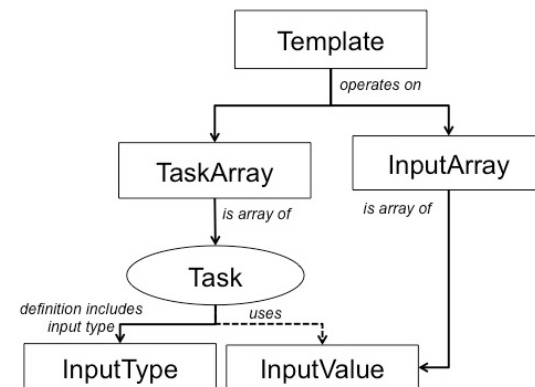 Template
operates on
TaskArray
InputArray
is array of
is array of
Task
definition includes
input type
uses
InputType
InputValue